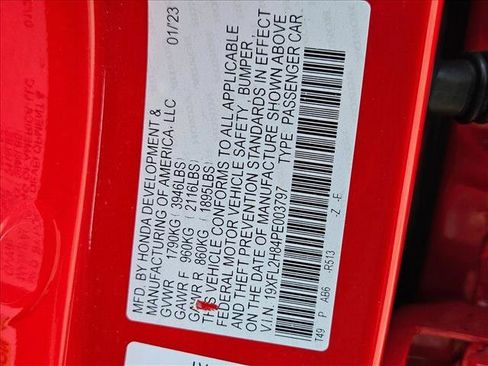 MFD. BY HONDA DEVELOPMENT &
MANUFACTURING OF AMERICA. LLC 01/23
GVWR 1790KG ( 3946LBS)
GAWR F 960KG ( 2116LBS)
GAWR R 860KG ( 1895LBS)
THIS VEHICLE CONFORMS TO ALL APPLICABLE
FEDERAL MOTOR VEHICLE SAFETY , BUMPER ,
AND THEFT PREVENTION STANDARDS IN EFFECT
ON THE DATE OF MANUFACTURE SHOWN ABOVE.
V.I.N. 19XFL2H84PE003797 TYPE PASSENGER CAR
T49 P AB6 -R513 -Z -E